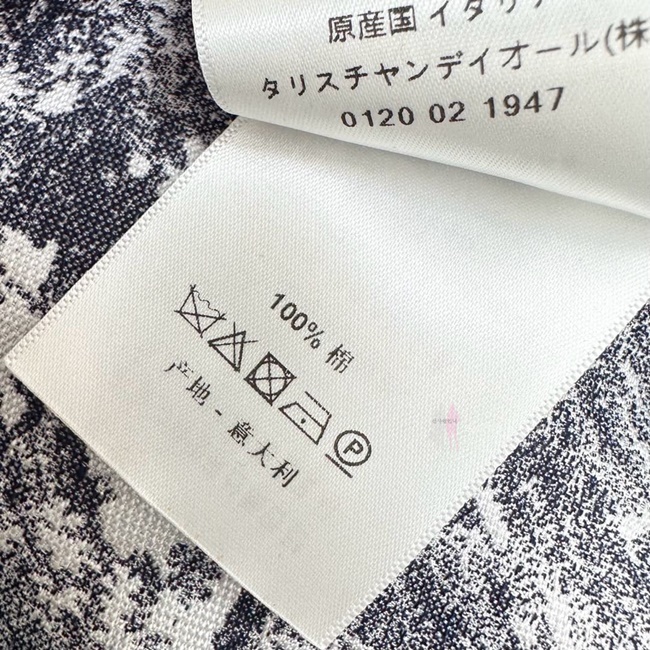 原産国 イタリア
タリスチャンディオール(株
0120 02 1947
100% 棉
P
产地 - 意大利